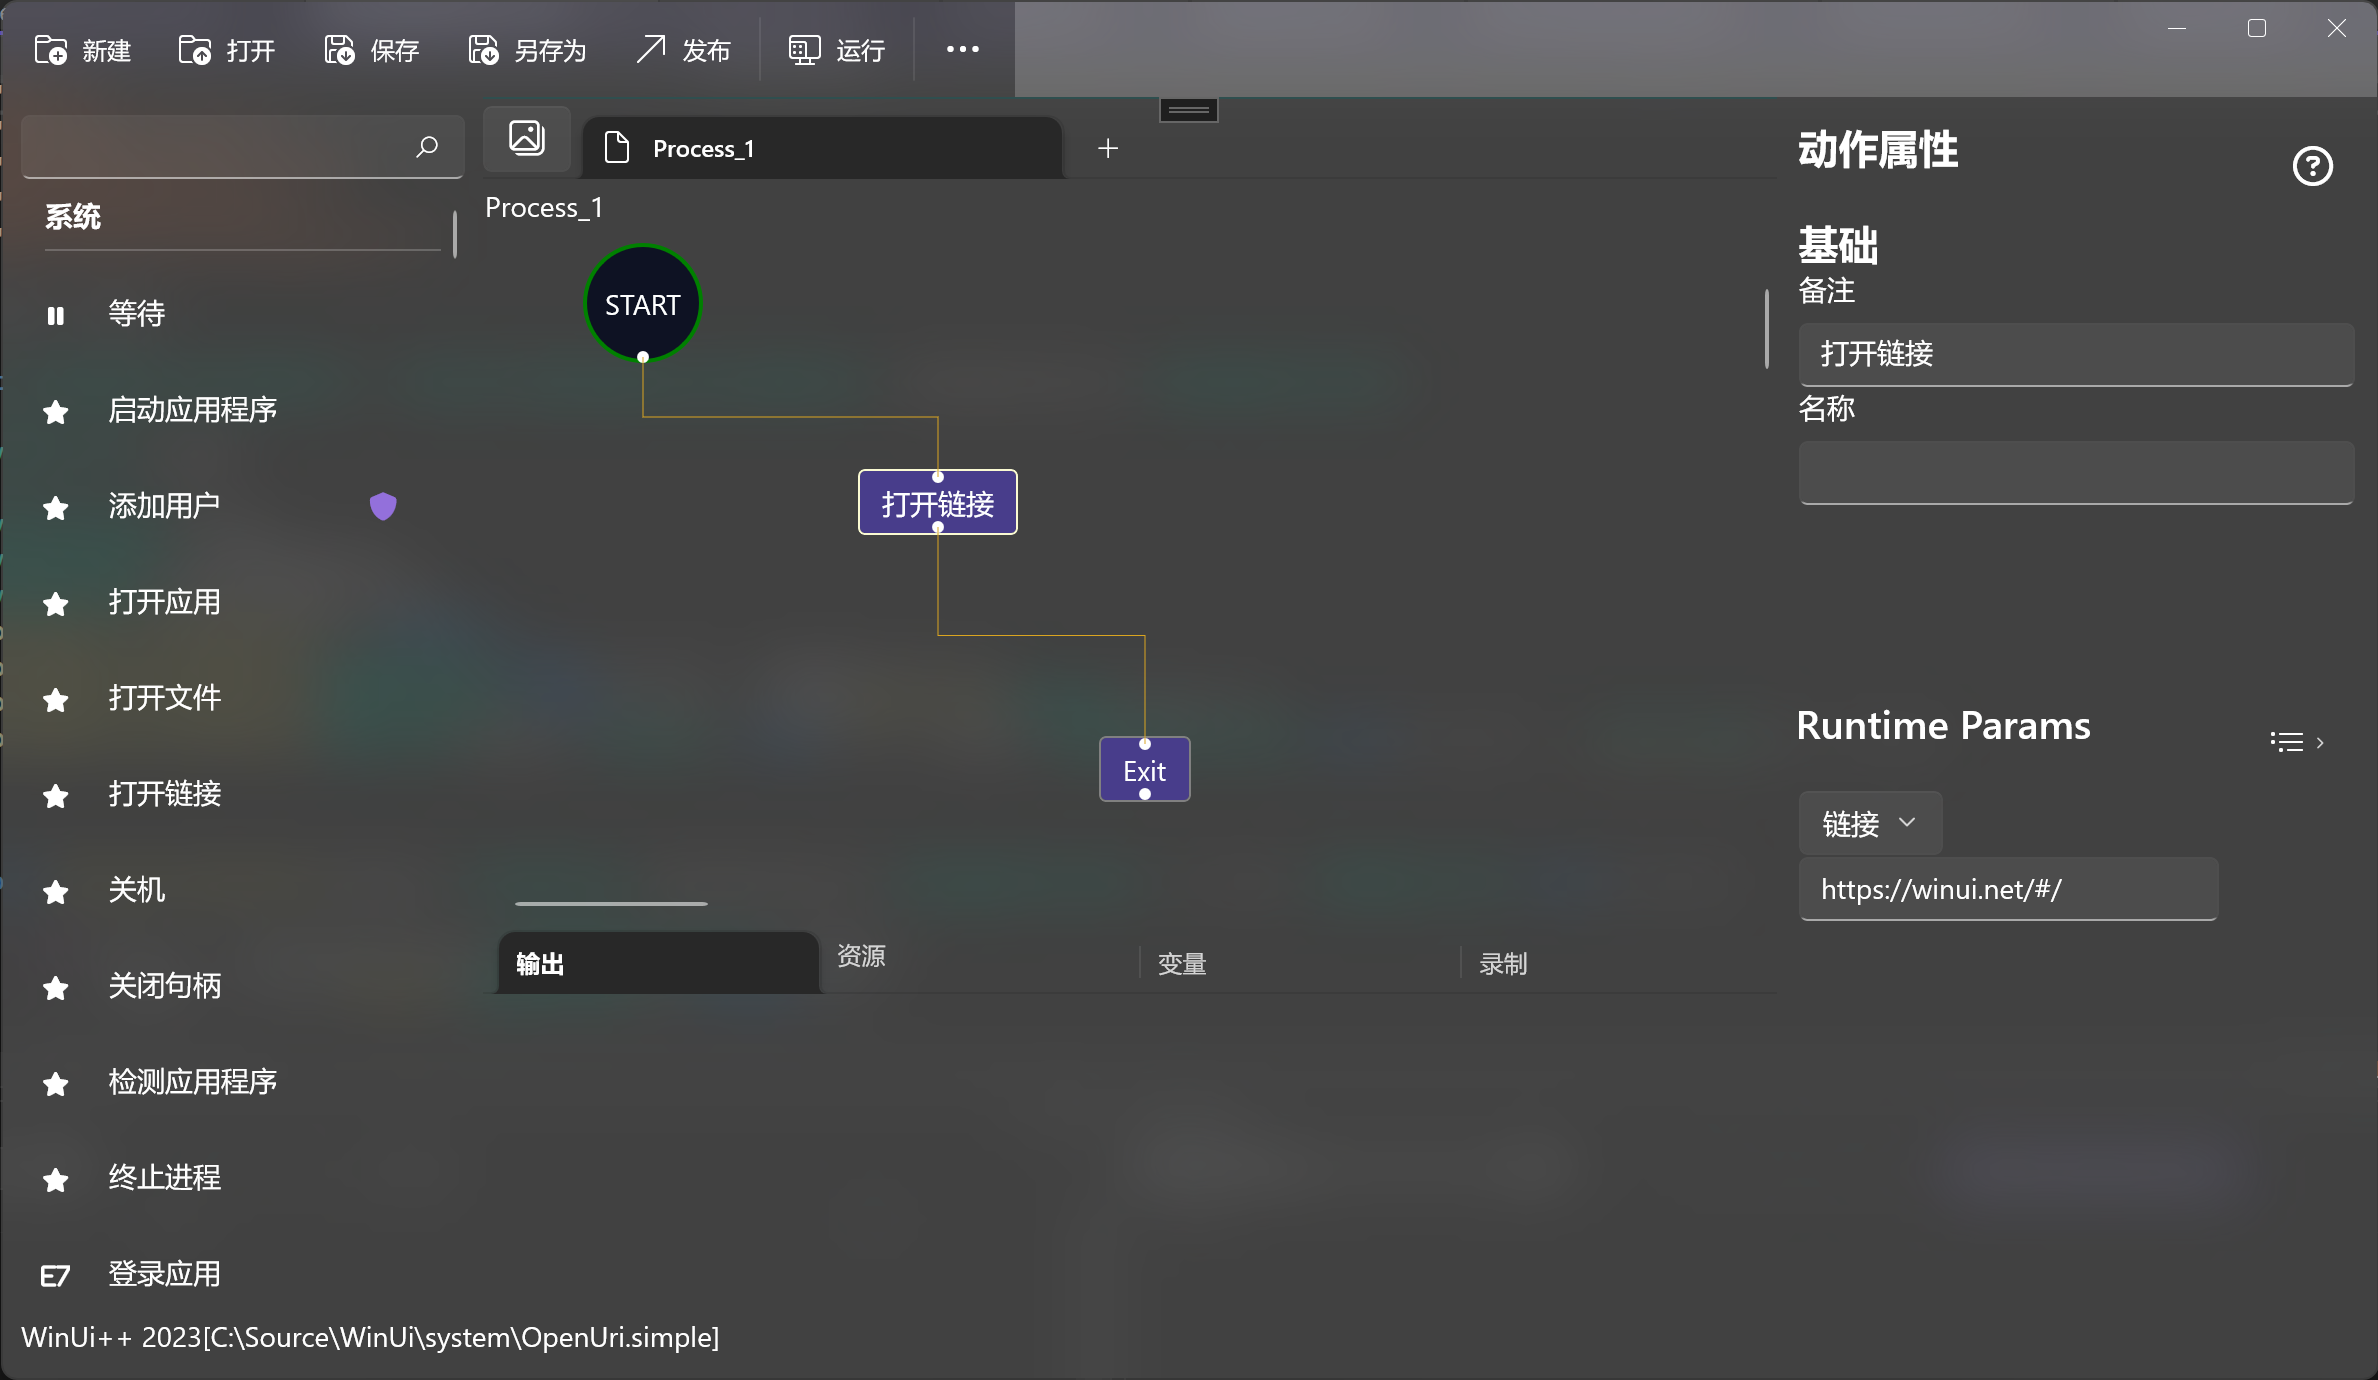 新建 打开 保存 另存为 发布 运行
Process_1
系统
等待
启动应用程序
添加用户
打开应用
打开文件
打开链接
关机
关闭句柄
检测应用程序
终止进程
E7 登录应用
Process_1
START
打开链接
Exit
输出 资源 变量 录制
动作属性
基础
备注
打开链接
名称
Runtime Params
链接
https://winui.net/#/
WinUi++ 2023[C:\Source\WinUi\system\OpenUri.simple]